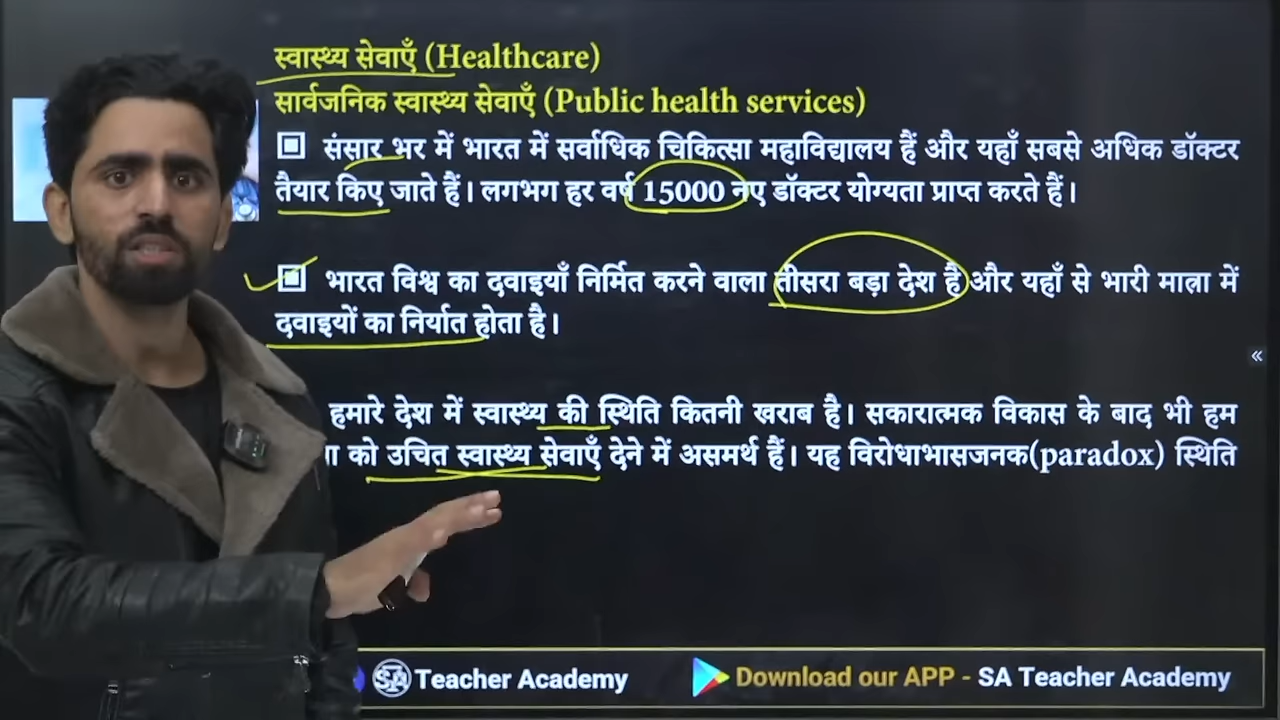 स्वास्थ्य सेवाएँ (Healthcare)
सार्वजनिक स्वास्थ्य सेवाएँ (Public health services)
संसार भर में भारत में सर्वाधिक चिकित्सा महाविद्यालय हैं और यहाँ सबसे अधिक डॉक्टर
तैयार किए जाते हैं। लगभग हर वर्ष 15000 नए डॉक्टर योग्यता प्राप्त करते हैं।
भारत विश्व का दवाइयाँ निर्मित करने वाला तीसरा बड़ा देश है और यहाँ से भारी मात्रा में
दवाइयों का निर्यात होता है।
हमारे देश में स्वास्थ्य की स्थिति कितनी खराब है। सकारात्मक विकास के बाद भी हम
को उचित स्वास्थ्य सेवाएँ देने में असमर्थ हैं। यह विरोधाभासजनक(paradox) स्थिति
«
SA Teacher Academy
Download our APP - SA Teacher Academy